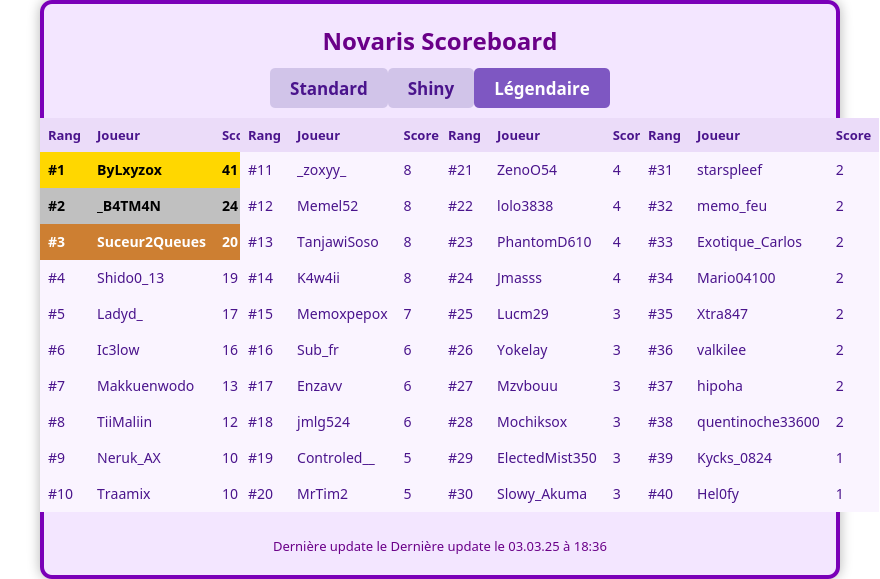 Novaris Scoreboard
Standard Shiny Légendaire
Rang Joueur Sco Rang Joueur Score Rang Joueur Scor Rang Joueur Score
#1 ByLxyzox 41 #11 _zoxyy_ 8 #21 ZenoO54 4 #31 starspleef 2
#2 _B4TM4N 24 #12 Memel52 8 #22 lolo3838 4 #32 memo_feu 2
#3 Suceur2Queues 20 #13 TanjawiSoso 8 #23 PhantomD610 4 #33 Exotique_Carlos 2
#4 Shido0_13 19 #14 K4w4ii 8 #24 Jmasss 4 #34 Mario04100 2
#5 Ladyd_ 17 #15 Memoxpepox 7 #25 Lucm29 3 #35 Xtra847 2
#6 Ic3low 16 #16 Sub_fr 6 #26 Yokelay 3 #36 valkilee 2
#7 Makkuenwodo 13 #17 Enzavv 6 #27 Mzvbouu 3 #37 hipoha 2
#8 TiiMaliin 12 #18 jmlg524 6 #28 Mochiksox 3 #38 quentinoche33600 2
#9 Neruk_AX 10 #19 Controled__ 5 #29 ElectedMist350 3 #39 Kycks_0824 1
#10 Traamix 10 #20 MrTim2 5 #30 Slowy_Akuma 3 #40 Hel0fy 1
Dernière update le Dernière update le 03.03.25 à 18:36